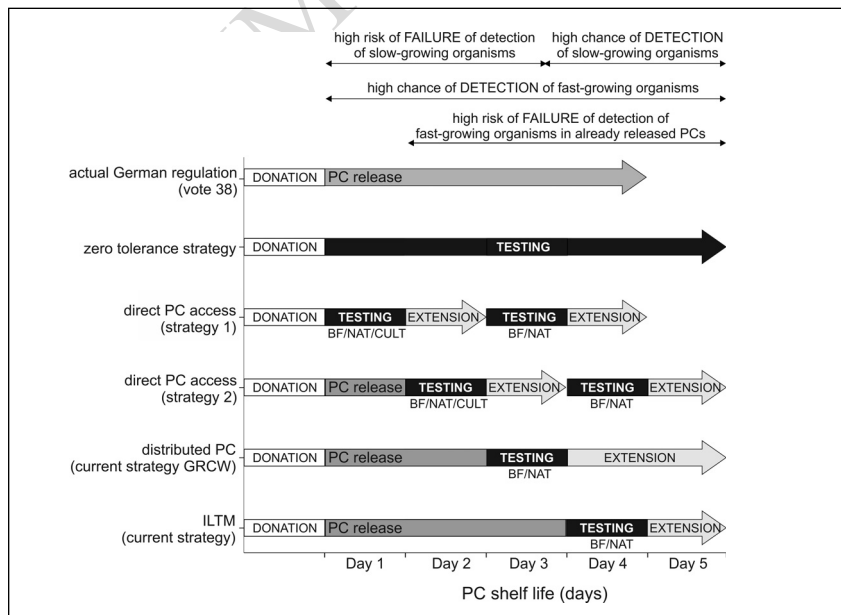 M
high risk of FAILURE of detection
of slow-growing organisms
high chance of DETECTION
of slow-growing organisms
high chance of DETECTION of fast-growing organisms
high risk of FAILURE of detection of
fast-growing organisms in already released PCs
actual German regulation
(vote 38)
DONATION
PC release
zero tolerance strategy
DONATION
TESTING
direct PC access
(strategy 1)
DONATION
TESTING
EXTENSION
TESTING
EXTENSION
BF/NAT/CULT
BF/NAT
direct PC access
(strategy 2)
DONATION
PC release
TESTING
EXTENSION
TESTING
EXTENSION
BF/NAT/CULT
BF/NAT
distributed PC
(current strategy GRCW)
DONATION
PC release
TESTING
EXTENSION
BF/NAT
ILTM
(current strategy)
DONATION
PC release
TESTING
EXTENSION
BF/NAT
Day 1
Day 2
Day 3
Day 4
Day 5
PC shelf life (days)